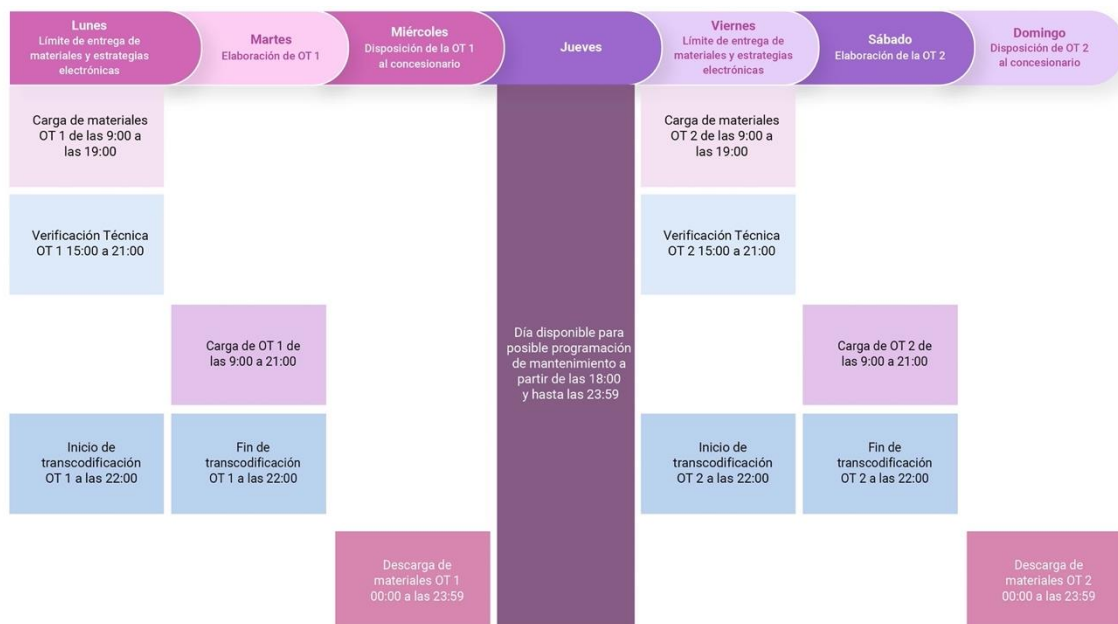 Lunes
Límite de entrega de
materiales y estrategias
electrónicas
Martes
Elaboración de OT 1
Miércoles
Disposición de la OT 1
al concesionario
Jueves
Viernes
Límite de entrega de
materiales y estrategias
electrónicas
Sábado
Elaboración de la OT 2
Domingo
Disposición de OT 2
al concesionario
Carga de materiales
OT 1 de las 9:00 a
las 19:00
Carga de materiales
OT 2 de las 9:00 a
las 19:00
Verificación Técnica
OT 1 15:00 a 21:00
Verificación Técnica
OT 2 15:00 a 21:00
Carga de OT 1 de
las 9:00 a 21:00
Día disponible para
posible programación
de mantenimiento a
partir de las 18:00
y hasta las 23:59
Carga de OT 2 de
las 9:00 a 21:00
Inicio de
transcodificación
OT 1 a las 22:00
Fin de
transcodificación
OT 1 a las 22:00
Inicio de
transcodificación
OT 2 a las 22:00
Fin de
transcodificación
OT 2 a las 22:00
Descarga de
materiales OT 1
00:00 a las 23:59
Descarga de
materiales OT 2
00:00 a las 23:59